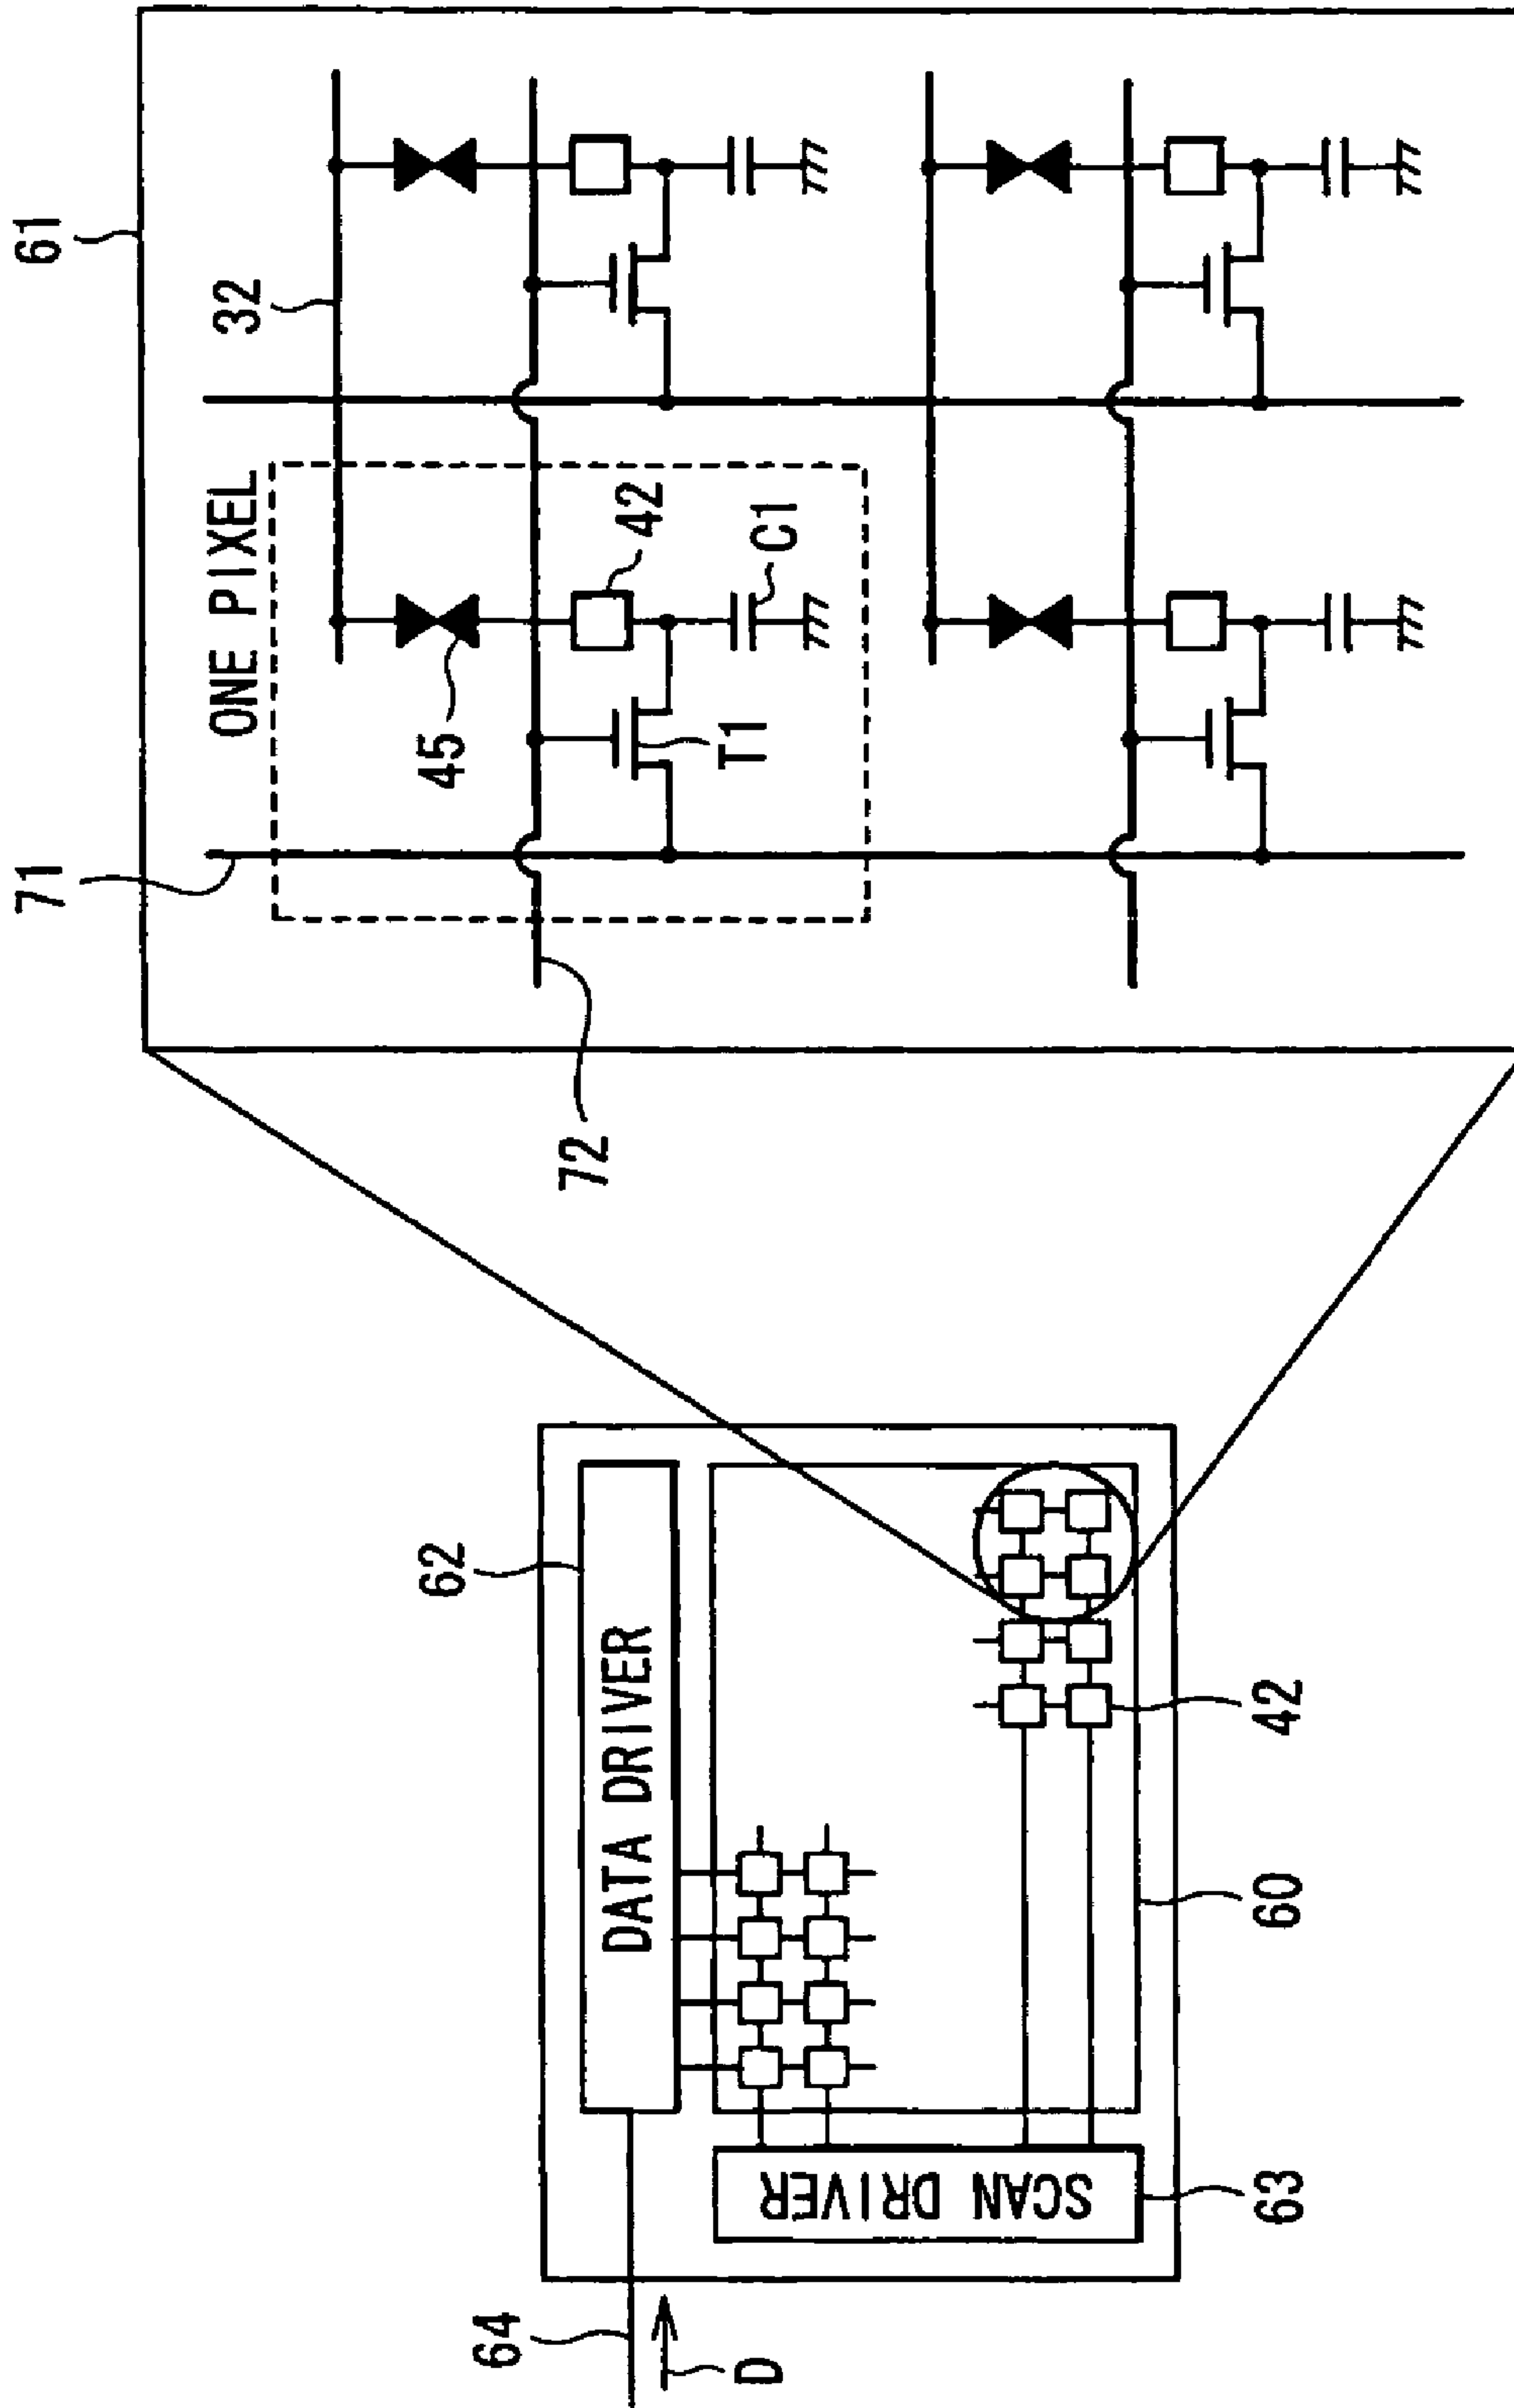 61
32
71
ONE PIXEL
42
45
C1
T1
72
62
DATA DRIVER
42
60
SCAN DRIVER
63
64
D